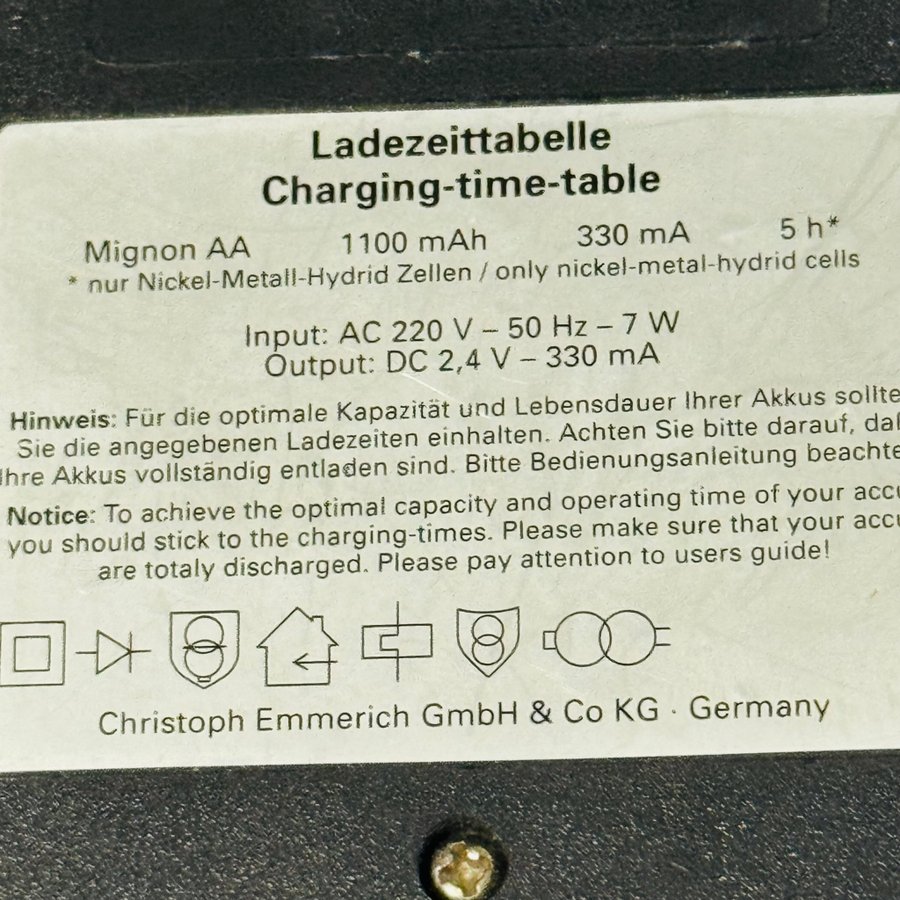 Ladezeittabelle
Charging-time-table
Mignon AA 1100 mAh 330 mA 5 h*
* nur Nickel-Metall-Hydrid Zellen / only nickel-metal-hydrid cells
Input: AC 220 V – 50 Hz – 7 W
Output: DC 2,4 V – 330 mA
Hinweis: Für die optimale Kapazität und Lebensdauer Ihrer Akkus sollte
Sie die angegebenen Ladezeiten einhalten. Achten Sie bitte darauf,
Ihre Akkus vollständig entladen sind. Bitte Bedienungsanleitung beachte
Notice: To achieve the optimal capacity and operating time of your acc
you should stick to the charging-times. Please make sure that your acc
are totaly discharged. Please pay attention to users guide!
Christoph Emmerich GmbH & Co KG · Germany